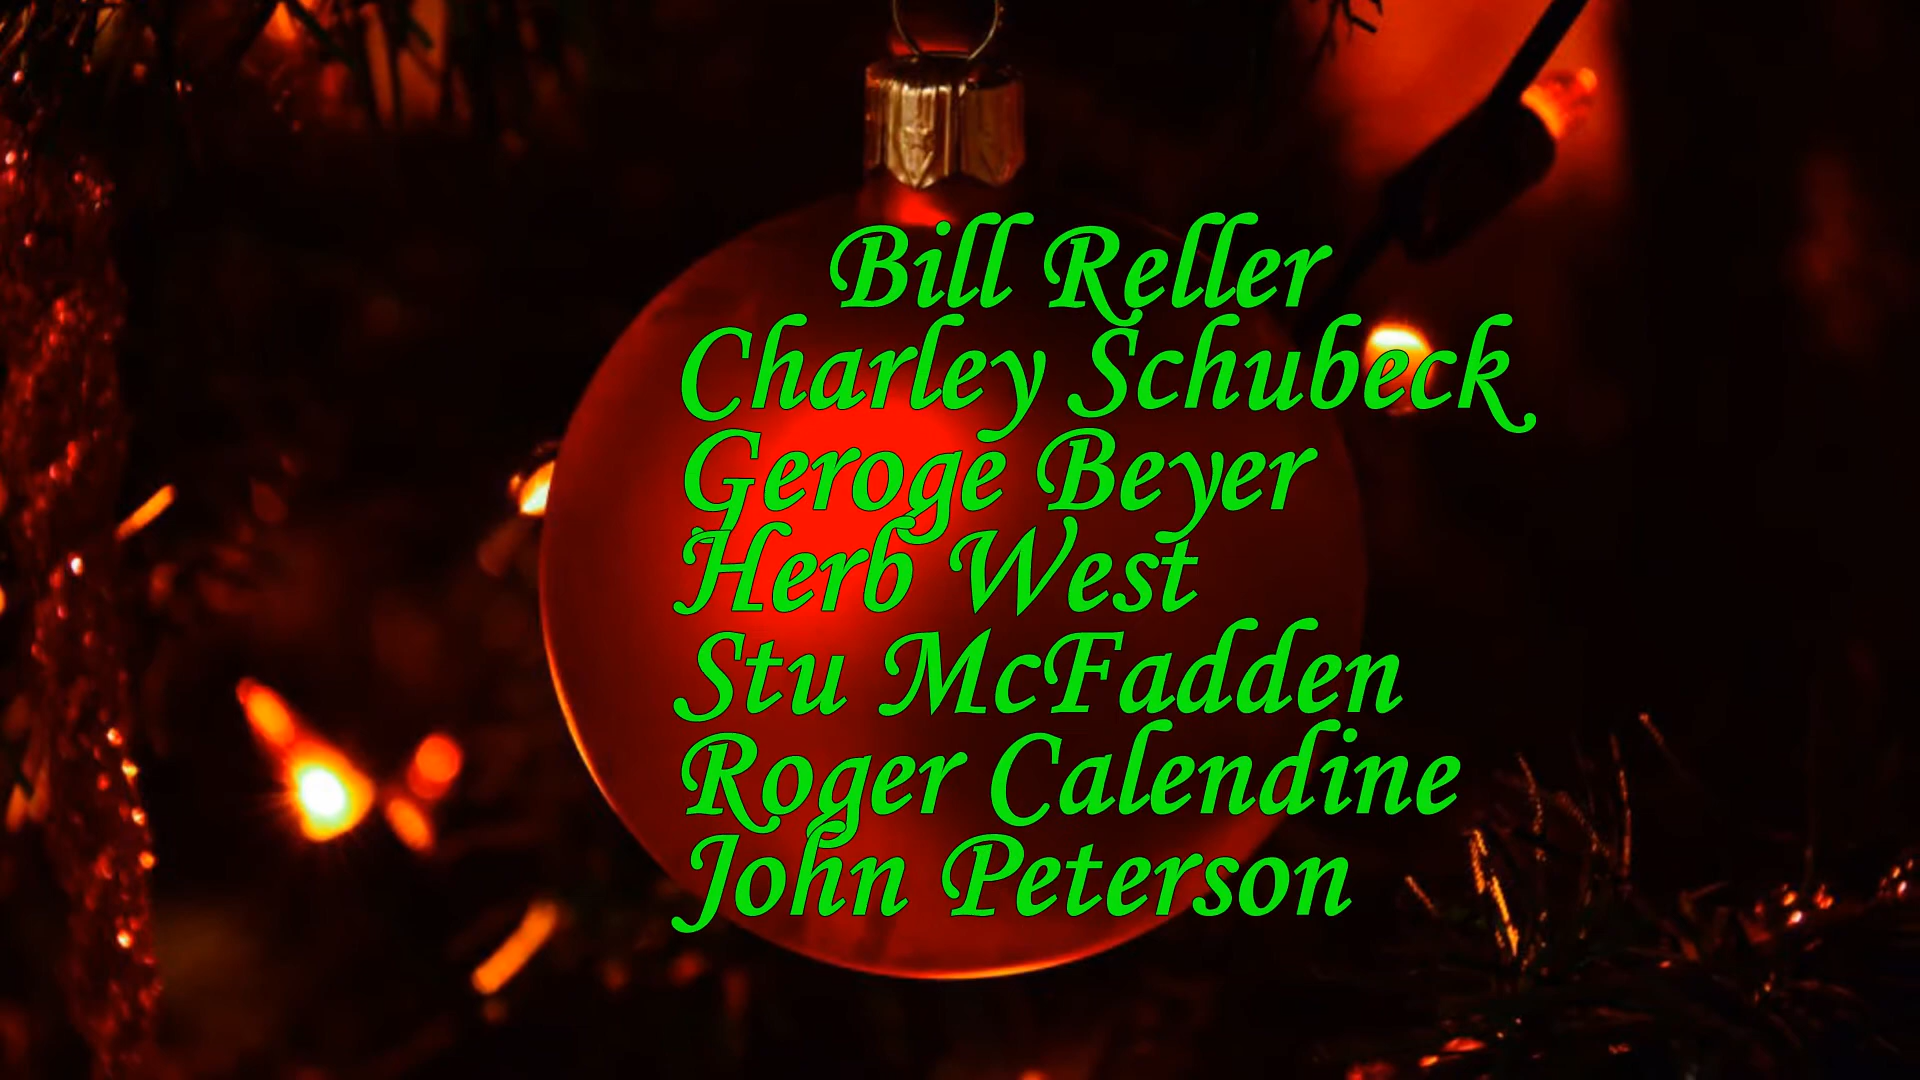 Bill Reller
Charley Schubeck
Geroge Beyer
Herb West
Stu McFadden
Roger Calendine
John Peterson